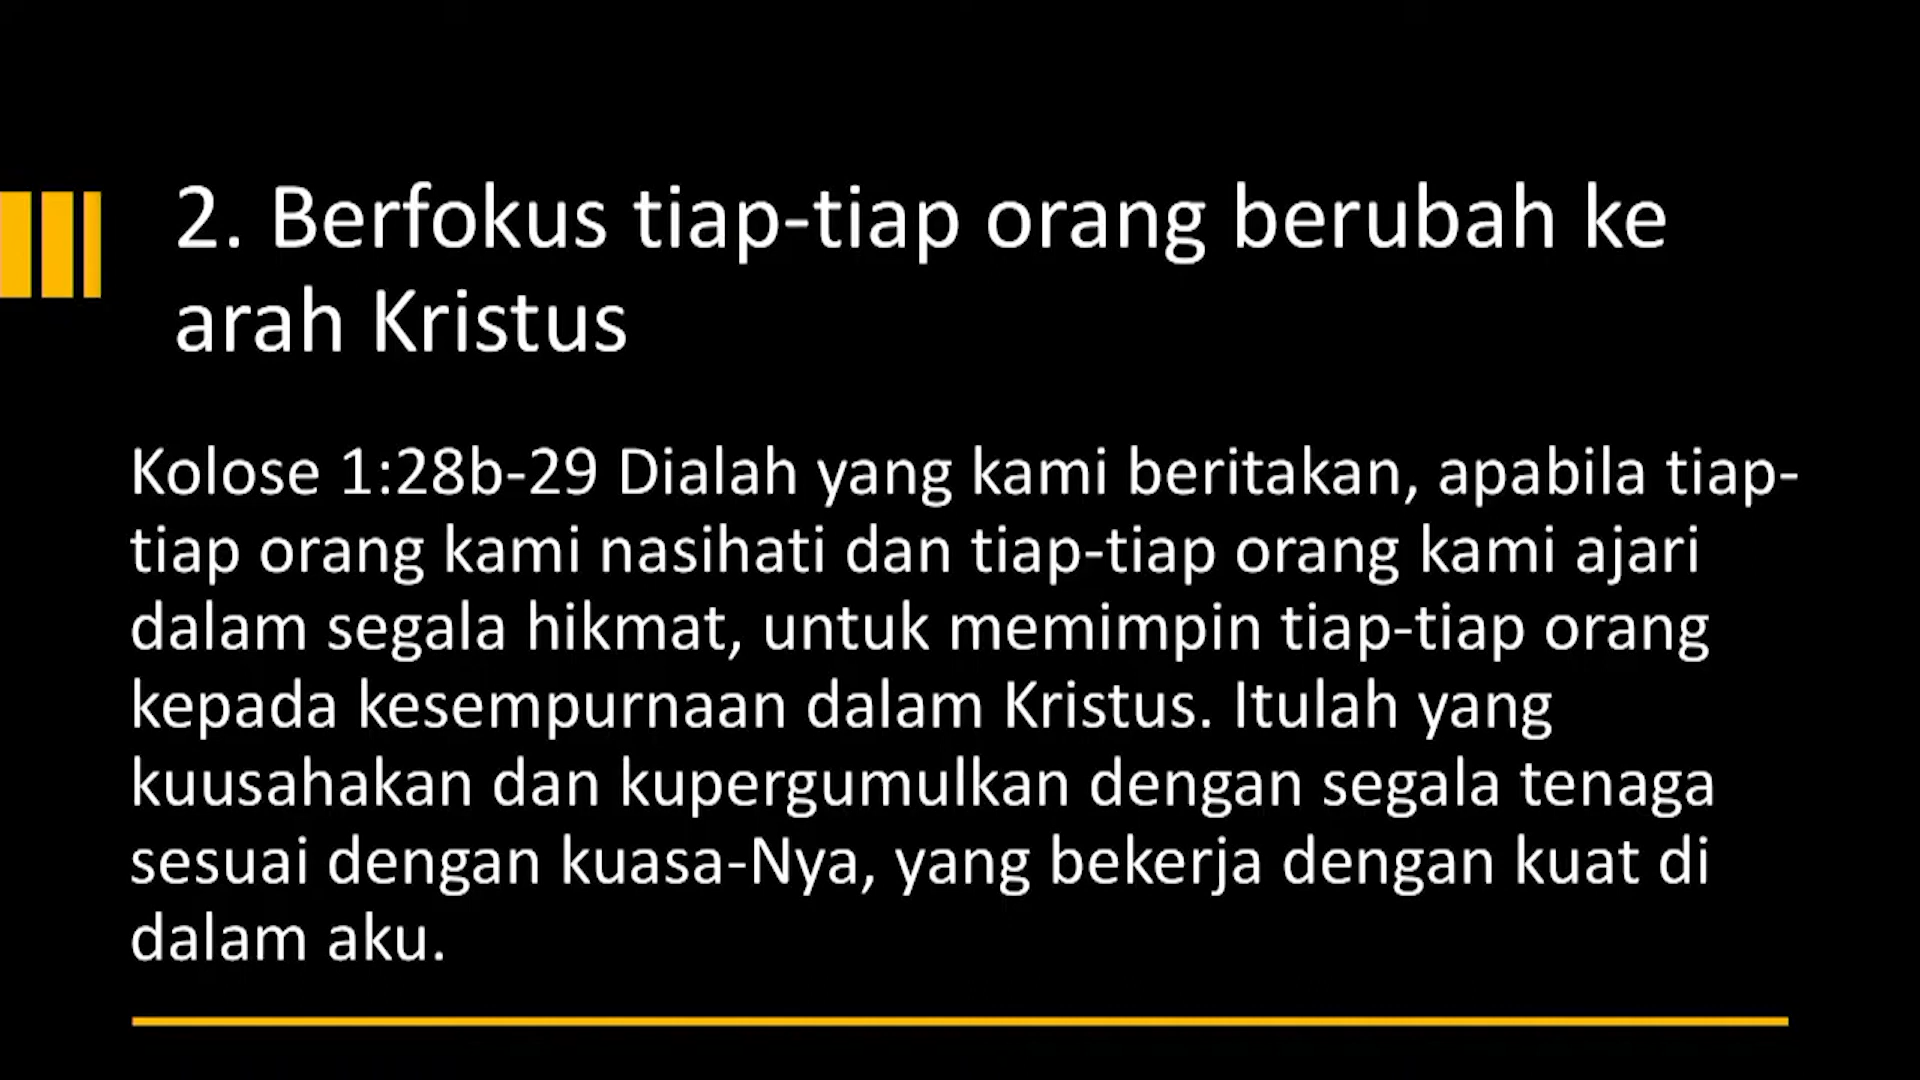 2. Berfokus tiap-tiap orang berubah ke
arah Kristus
Kolose 1:28b-29 Dialah yang kami beritakan, apabila tiap-
tiap orang kami nasihati dan tiap-tiap orang kami ajari
dalam segala hikmat, untuk memimpin tiap-tiap orang
kepada kesempurnaan dalam Kristus. Itulah yang
kuusahakan dan kupergumulkan dengan segala tenaga
sesuai dengan kuasa-Nya, yang bekerja dengan kuat di
dalam aku.